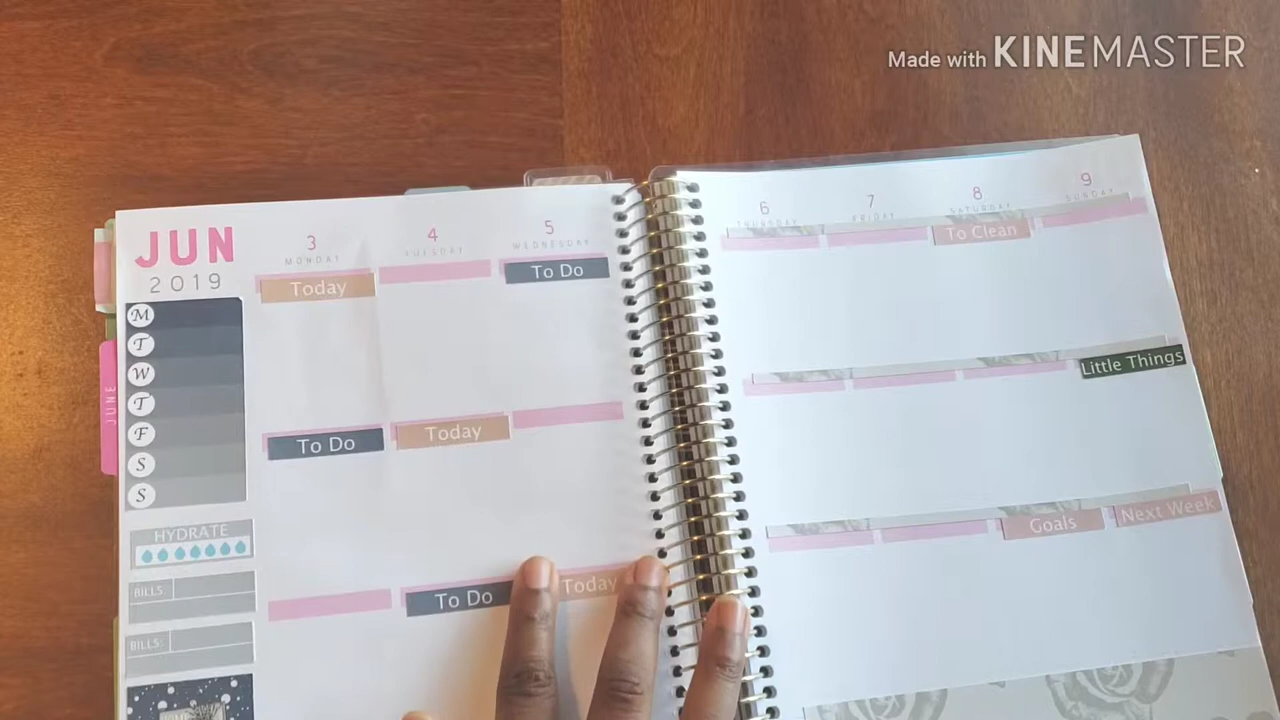 Made with KINEMASTER
JUN
2019
3
MONDAY
4
TUESDAY
5
WEDNESDAY
6
THURSDAY
7
FRIDAY
8
SATURDAY
9
SUNDAY
Today
To Do
To Clean
M
T
W
T
F
S
S
JUNE
To Do
Today
Little Things
HYDRATE
BILLS:
BILLS:
To Do
Today
Goals
Next Week